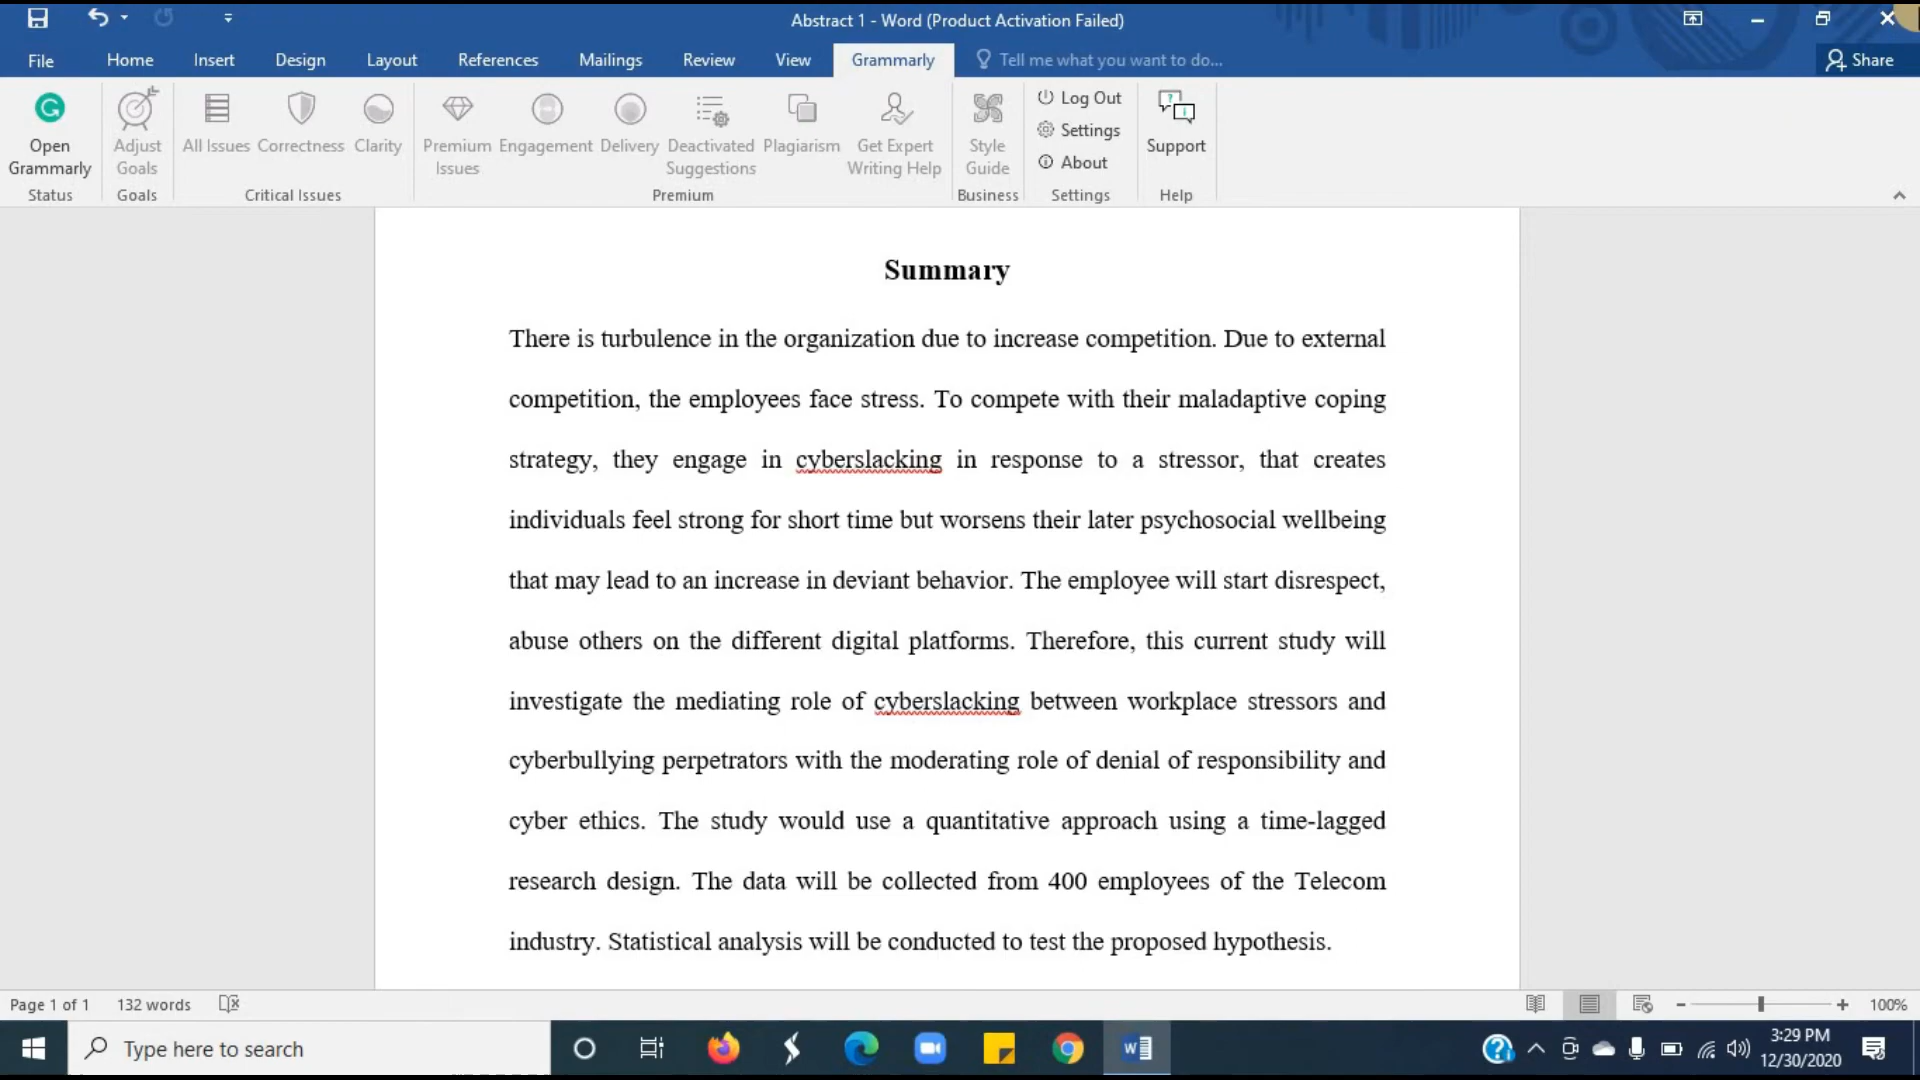 Abstract 1 - Word (Product Activation Failed)
File Home Insert Design Layout References Mailings Review View Grammarly Tell me what you want to do... Share
Open Grammarly
Status
Adjust Goals
Goals
All Issues Correctness Clarity
Critical Issues
Premium Issues Engagement Delivery Deactivated Suggestions Plagiarism Get Expert Writing Help
Premium
Style Guide
Business
Log Out
Settings
About
Settings
Support
Help
Summary
There is turbulence in the organization due to increase competition. Due to external
competition, the employees face stress. To compete with their maladaptive coping
strategy, they engage in cyberslacking in response to a stressor, that creates
individuals feel strong for short time but worsens their later psychosocial wellbeing
that may lead to an increase in deviant behavior. The employee will start disrespect,
abuse others on the different digital platforms. Therefore, this current study will
investigate the mediating role of cyberslacking between workplace stressors and
cyberbullying perpetrators with the moderating role of denial of responsibility and
cyber ethics. The study would use a quantitative approach using a time-lagged
research design. The data will be collected from 400 employees of the Telecom
industry. Statistical analysis will be conducted to test the proposed hypothesis.
Page 1 of 1 132 words 100%
Type here to search
3:29 PM
12/30/2020